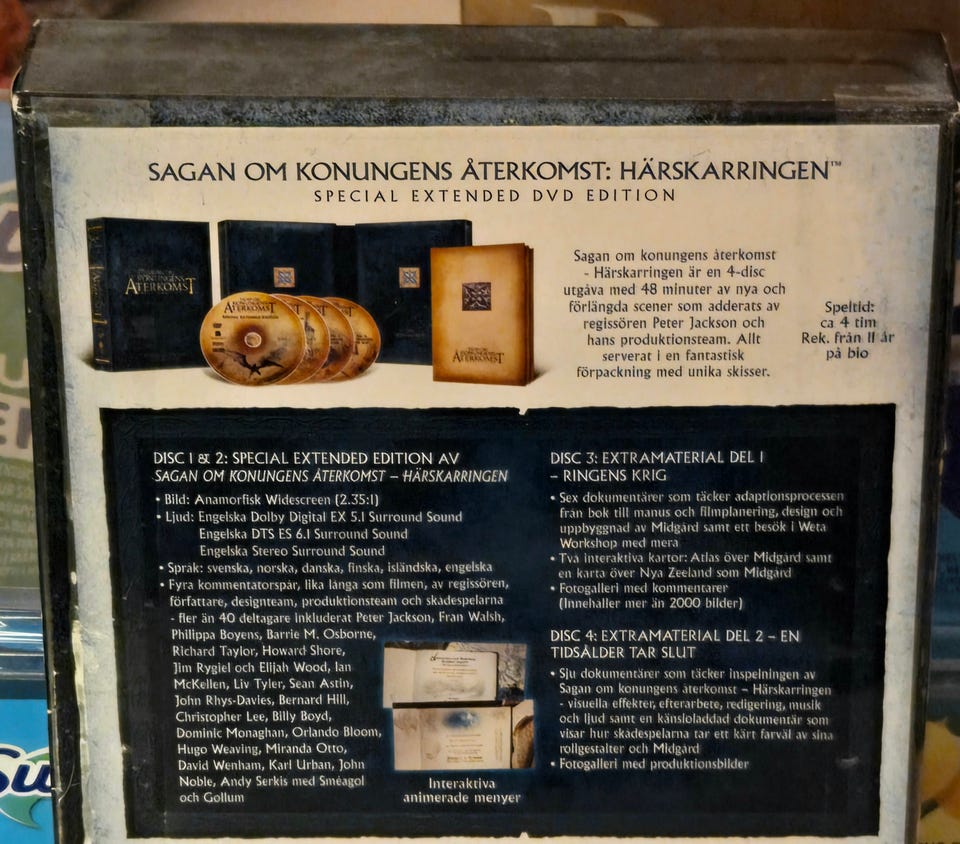 SAGAN OM KONUNGENS ÅTERKOMST: HÄRSKARRINGEN™
SPECIAL EXTENDED DVD EDITION
KONUNGENS
ÅTERKOMST
ÅTERKOMST
ÅTERKOMST
Sagan om konungens återkomst
- Härskarringen är en 4-disc
utgåva med 48 minuter av nya och
förlängda scener som adderats av
regissören Peter Jackson och
hans produktionsteam. Allt
serverat i en fantastisk
förpackning med unika skisser.
Speltid:
ca 4 tim
Rek. från 11 år
på bio
DISC 1 & 2: SPECIAL EXTENDED EDITION AV
SAGAN OM KONUNGENS ÅTERKOMST – HÄRSKARRINGEN
• Bild: Anamorfisk Widescreen (2.35:1)
• Ljud: Engelska Dolby Digital EX 5.1 Surround Sound
Engelska DTS ES 6.1 Surround Sound
Engelska Stereo Surround Sound
• Språk: svenska, norska, danska, finska, isländska, engelska
• Fyra kommentatorspår, lika långa som filmen, av regissören,
författare, designteam, produktionsteam och skådespelarna
- fler än 40 deltagare inkluderat Peter Jackson, Fran Walsh,
Philippa Boyens, Barrie M. Osborne,
Richard Taylor, Howard Shore,
Jim Rygiel och Elijah Wood, Ian
McKellen, Liv Tyler, Sean Astin,
John Rhys-Davies, Bernard Hill,
Christopher Lee, Billy Boyd,
Dominic Monaghan, Orlando Bloom,
Hugo Weaving, Miranda Otto,
David Wenham, Karl Urban, John
Noble, Andy Serkis med Sméagol
och Gollum
Interaktiva
animerade menyer
DISC 3: EXTRAMATERIAL DEL 1
– RINGENS KRIG
• Sex dokumentärer som täcker adaptionsprocessen
från bok till manus och filmplanering, design och
uppbyggnad av Midgård samt ett besök i Weta
Workshop med mera
• Två interaktiva kartor: Atlas över Midgård samt
en karta över Nya Zeeland som Midgård
• Fotogalleri med kommentarer
(Innehaller mer än 2000 bilder)
DISC 4: EXTRAMATERIAL DEL 2 – EN
TIDSÅLDER TAR SLUT
• Sju dokumentärer som täcker inspelningen av
Sagan om konungens återkomst – Härskarringen
- visuella effekter, efterarbete, redigering, musik
och ljud samt en känsloladdad dokumentär som
visar hur skådespelarna tar ett kärt farväl av sina
rollgestalter och Midgård
• Fotogalleri med produktionsbilder